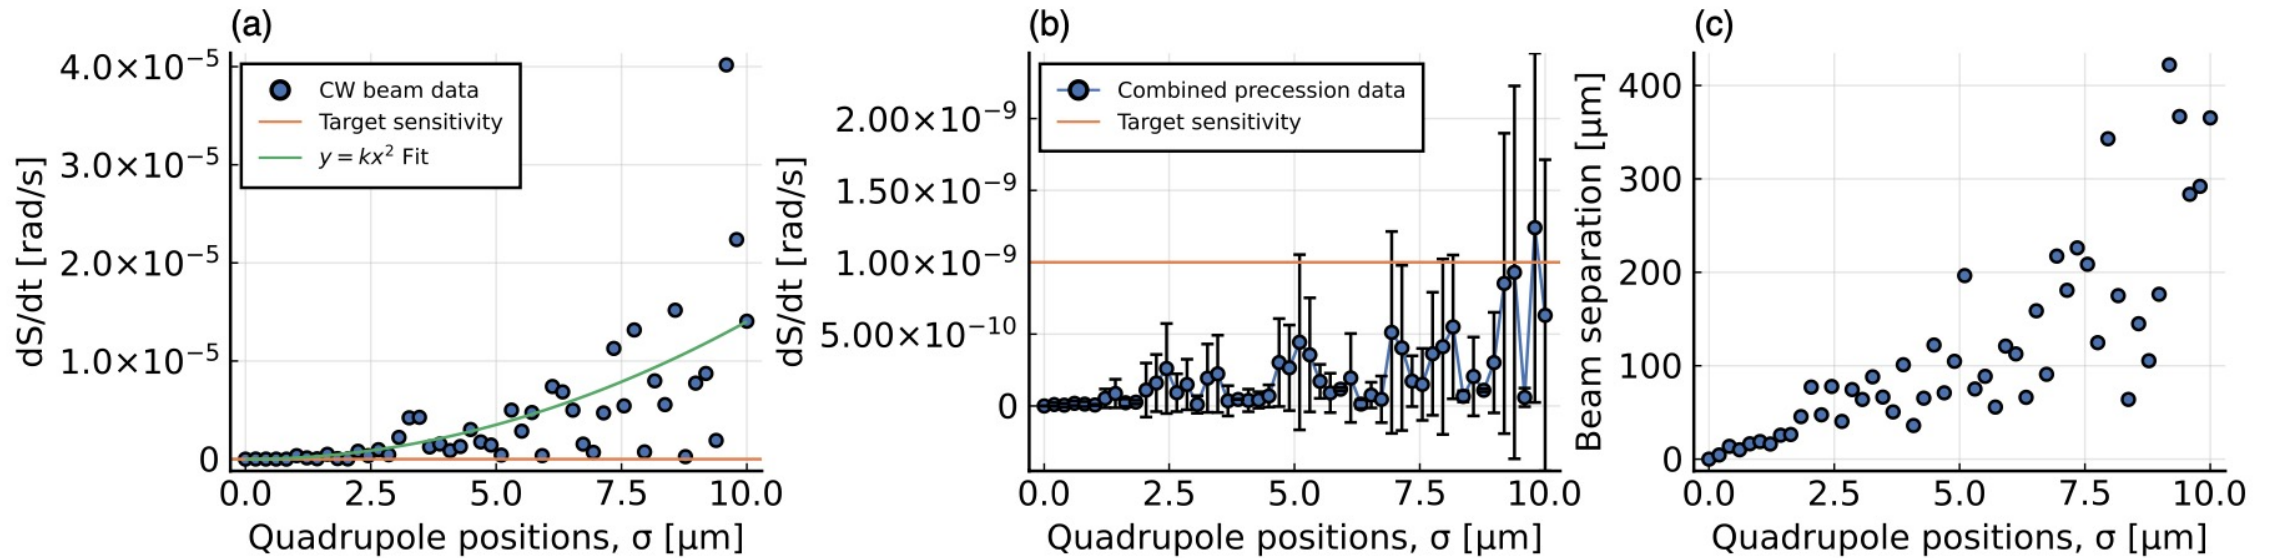 (a)
4.0×10⁻⁵
3.0×10⁻⁵
2.0×10⁻⁵
1.0×10⁻⁵
0
dS/dt [rad/s]
CW beam data
Target sensitivity
y = kx² Fit
0.0 2.5 5.0 7.5 10.0
Quadrupole positions, σ [μm]
(b)
2.00×10⁻⁹
1.50×10⁻⁹
1.00×10⁻⁹
5.00×10⁻¹⁰
0
dS/dt [rad/s]
Combined precession data
Target sensitivity
0.0 2.5 5.0 7.5 10.0
Quadrupole positions, σ [μm]
(c)
400
300
200
100
0
Beam separation [μm]
0.0 2.5 5.0 7.5 10.0
Quadrupole positions, σ [μm]